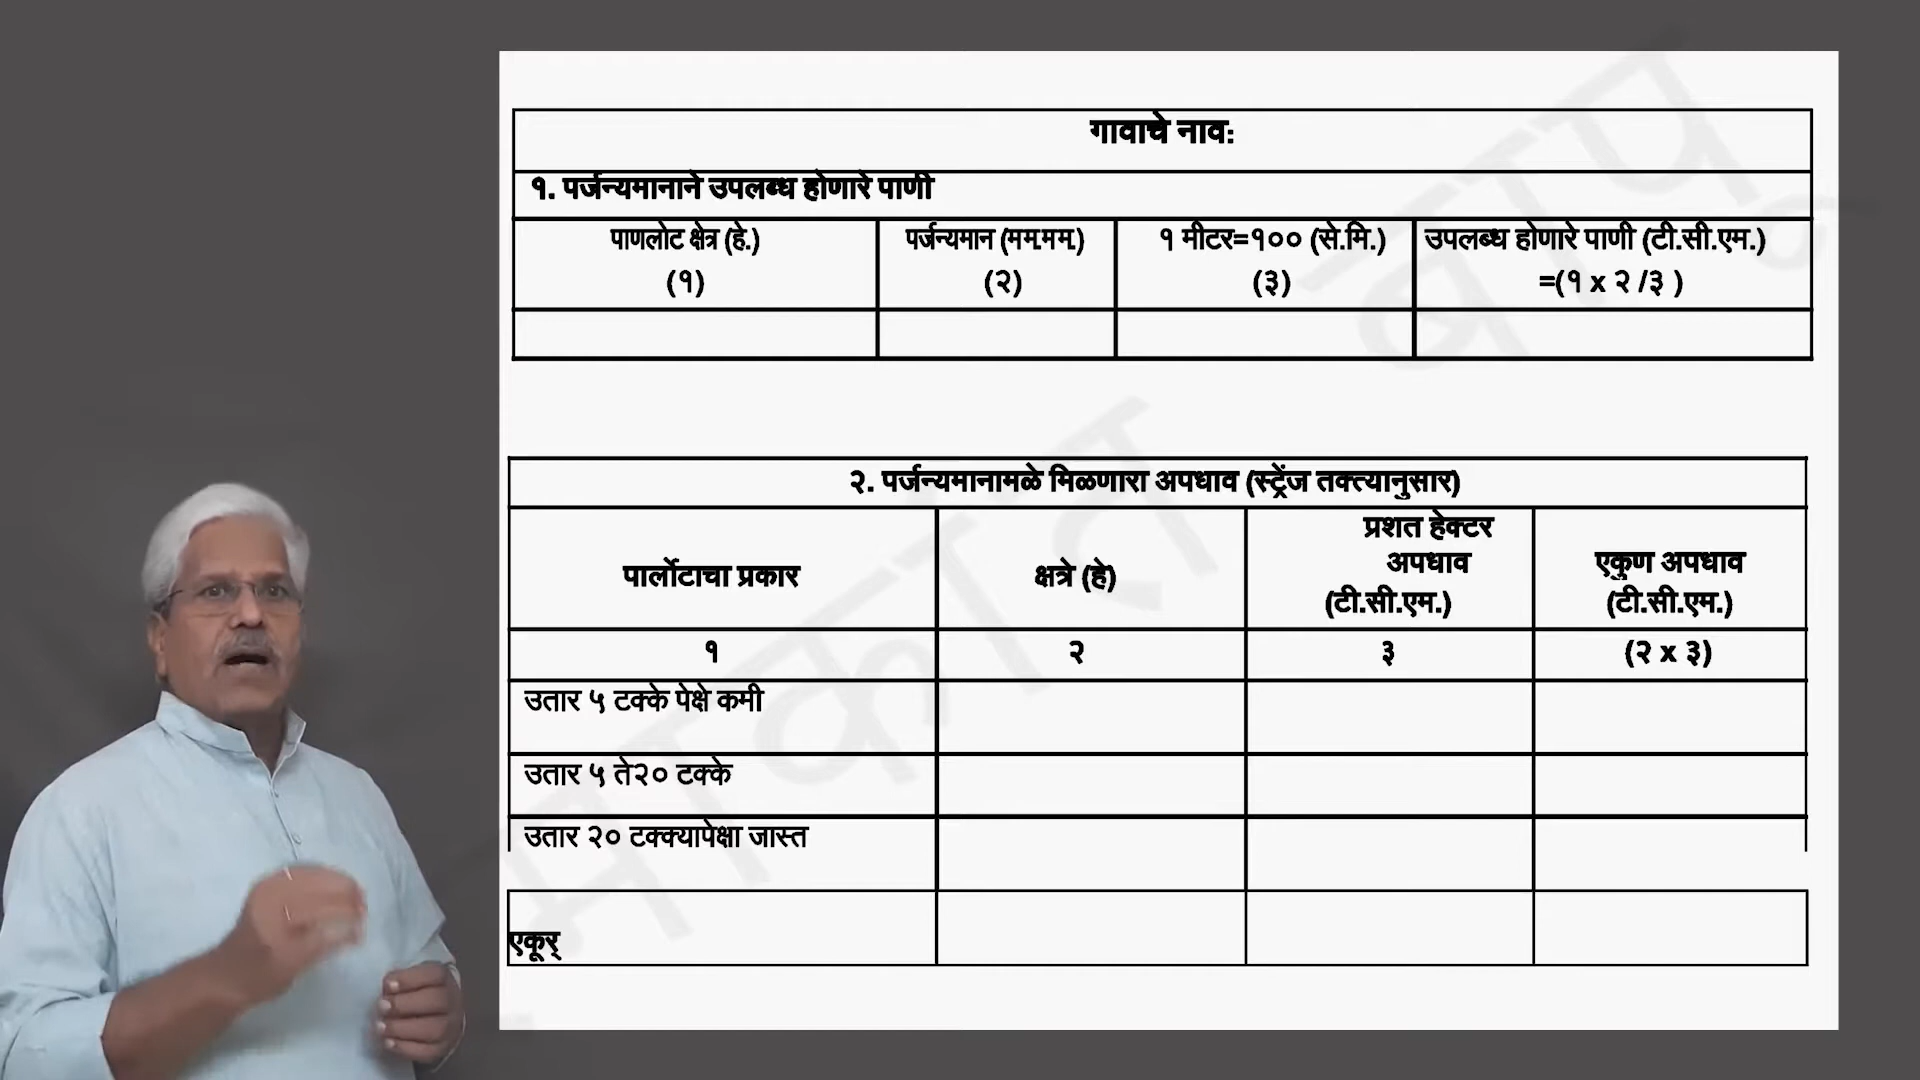 गावाचे नाव:
१. पर्जन्यमानाने उपलब्ध होणारे पाणी
पाणलोट क्षेत्र (हे.) पर्जन्यमान (मम.मम.) १ मीटर=१०० (से.मि.) उपलब्ध होणारे पाणी (टी.सी.एम.)
(१) (२) (३) =(१ x २ /३ )
२. पर्जन्यमानामळे मिळणारा अपधाव (स्ट्रेंज तक्त्यानुसार)
पार्लोटाचा प्रकार क्षत्रे (हे) प्रशत हेक्टर अपधाव (टी.सी.एम.) एकुण अपधाव (टी.सी.एम.)
१ २ ३ (२ x ३)
उतार ५ टक्के पेक्षे कमी
उतार ५ ते२० टक्के
उतार २० टक्क्यापेक्षा जास्त
एकूर्